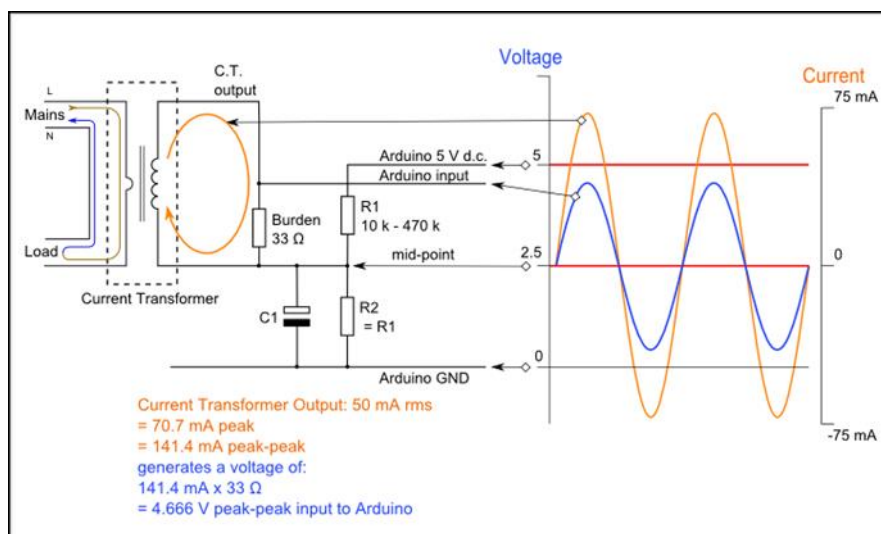 C.T.
output
L
Mains
N
Load
Current Transformer
Burden
33 Ω
R1
10 k - 470 k
C1
R2
= R1
Arduino 5 V d.c.
Arduino input
mid-point
Arduino GND
Voltage
5
2.5
0
Current
75 mA
0
-75 mA
Current Transformer Output: 50 mA rms
= 70.7 mA peak
= 141.4 mA peak-peak
generates a voltage of:
141.4 mA x 33 Ω
= 4.666 V peak-peak input to Arduino